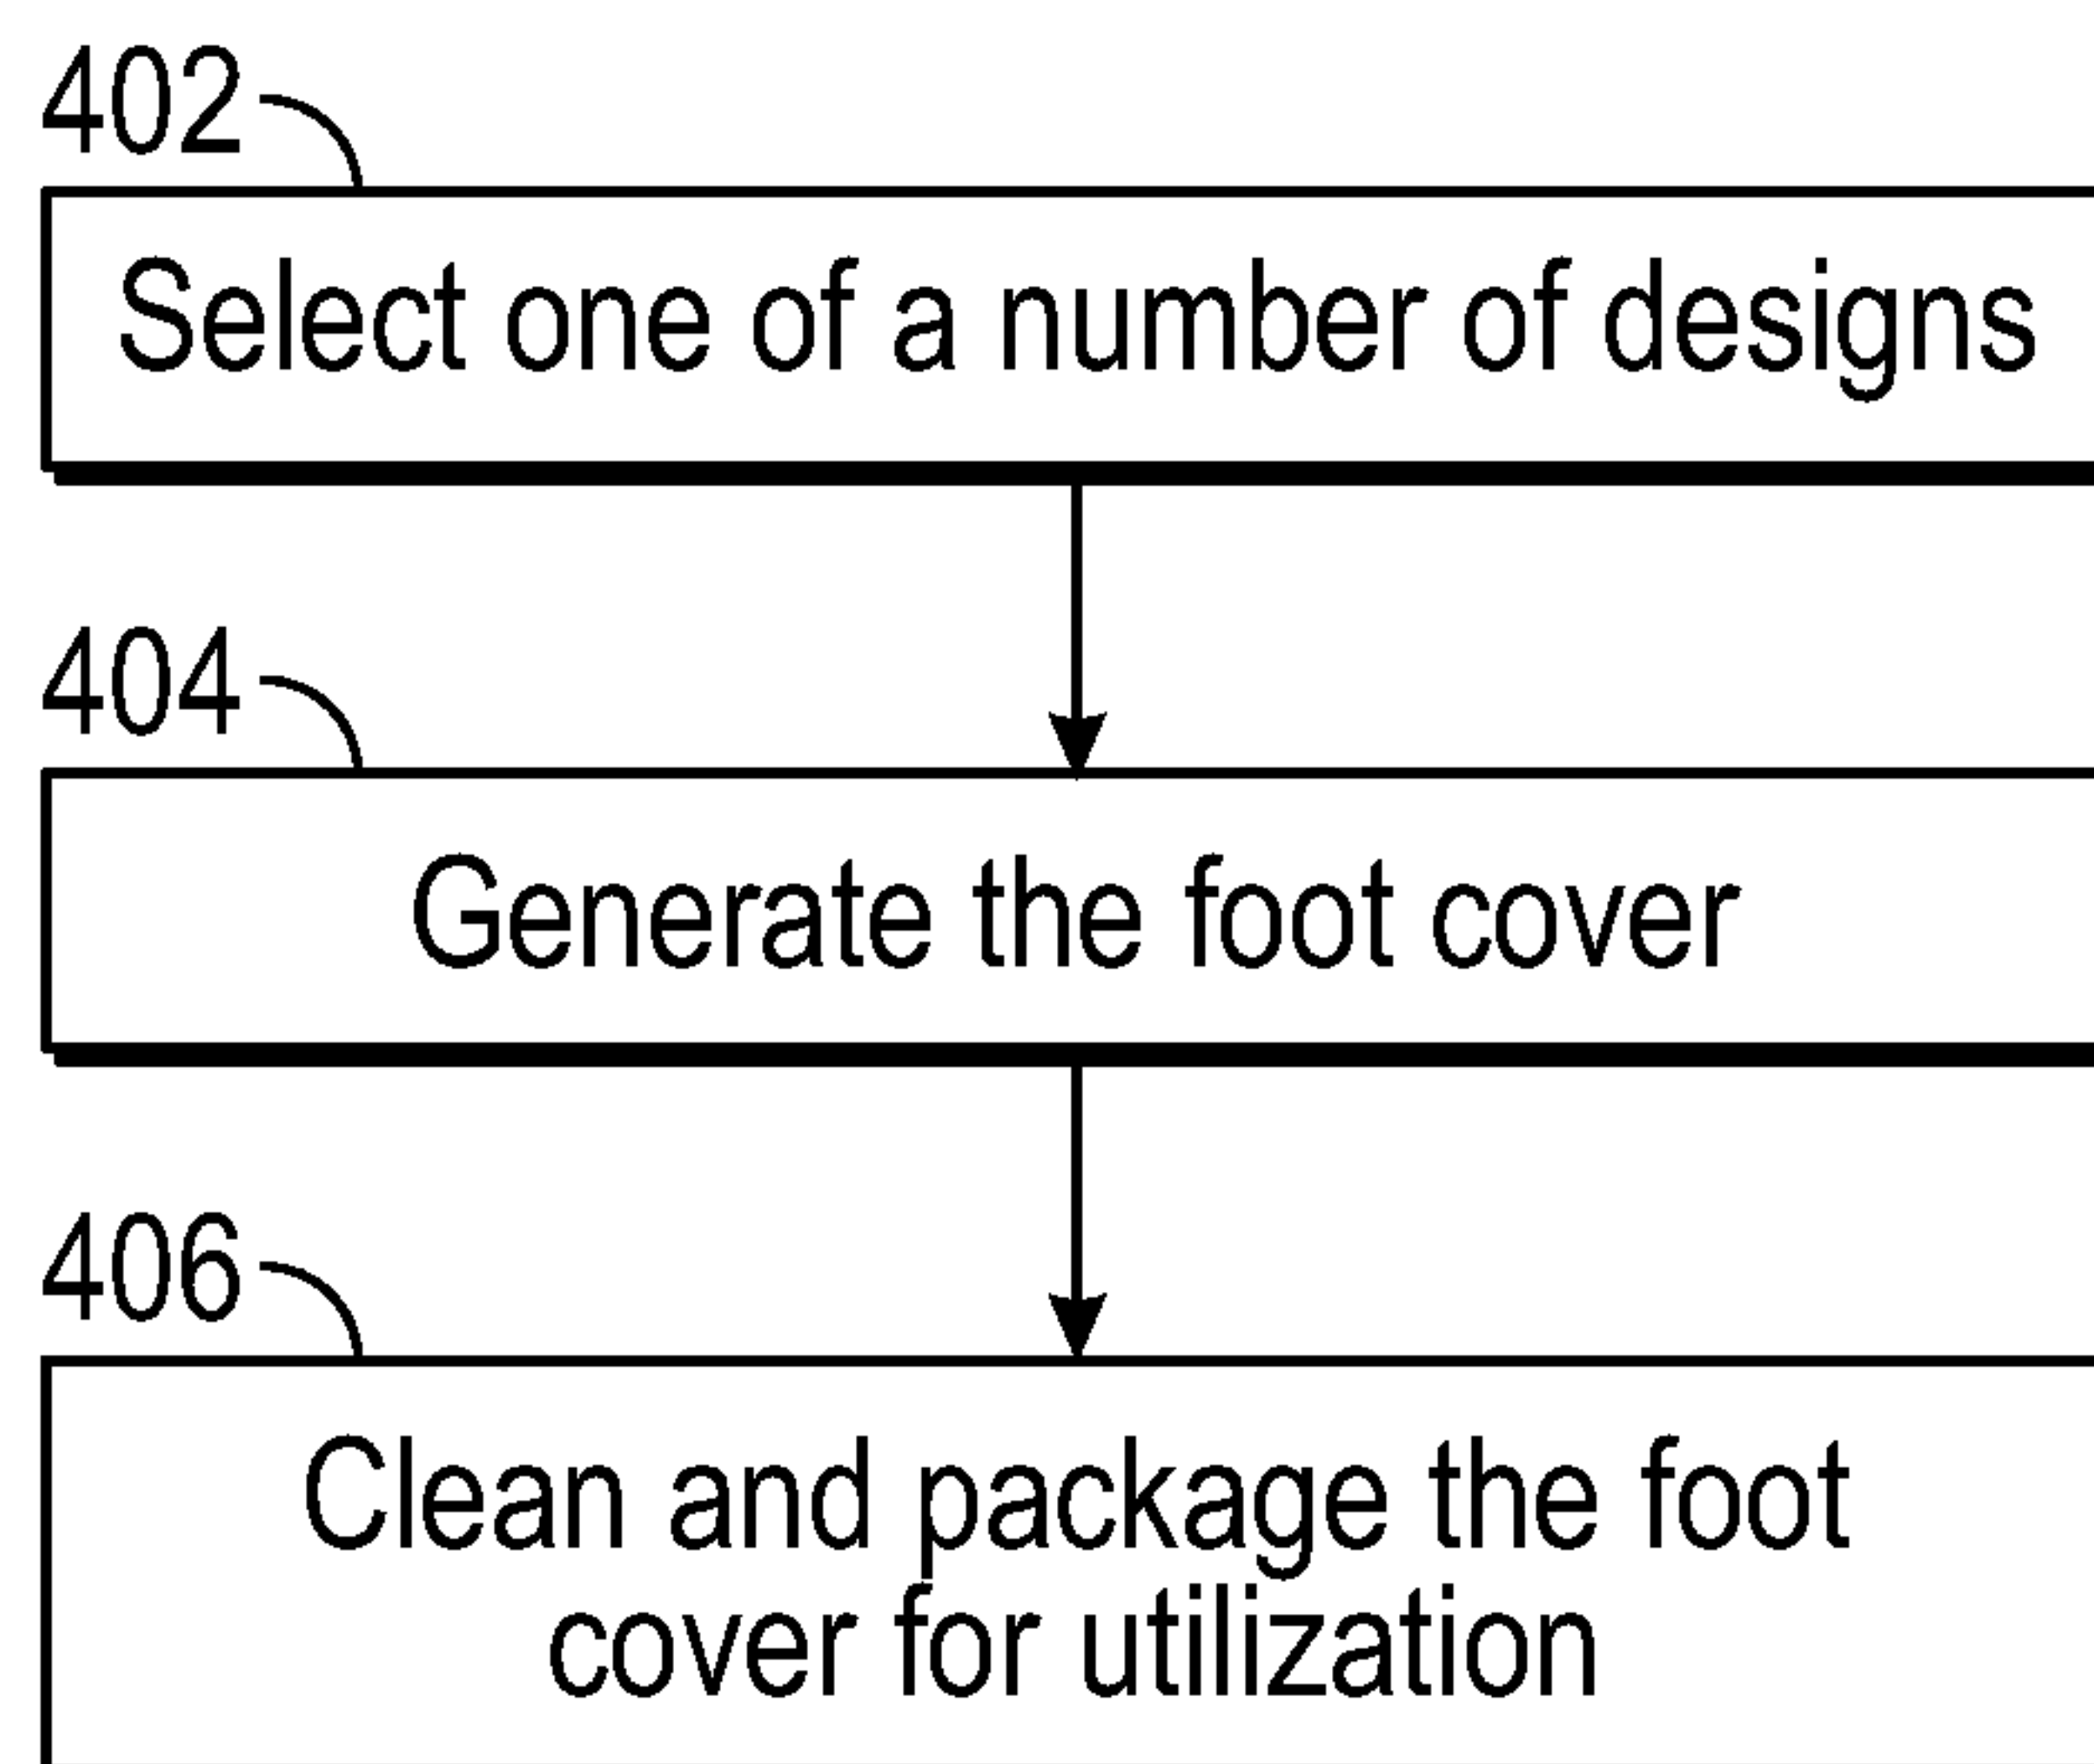 402
Select one of a number of designs
404
Generate the foot cover
406
Clean and package the foot
cover for utilization